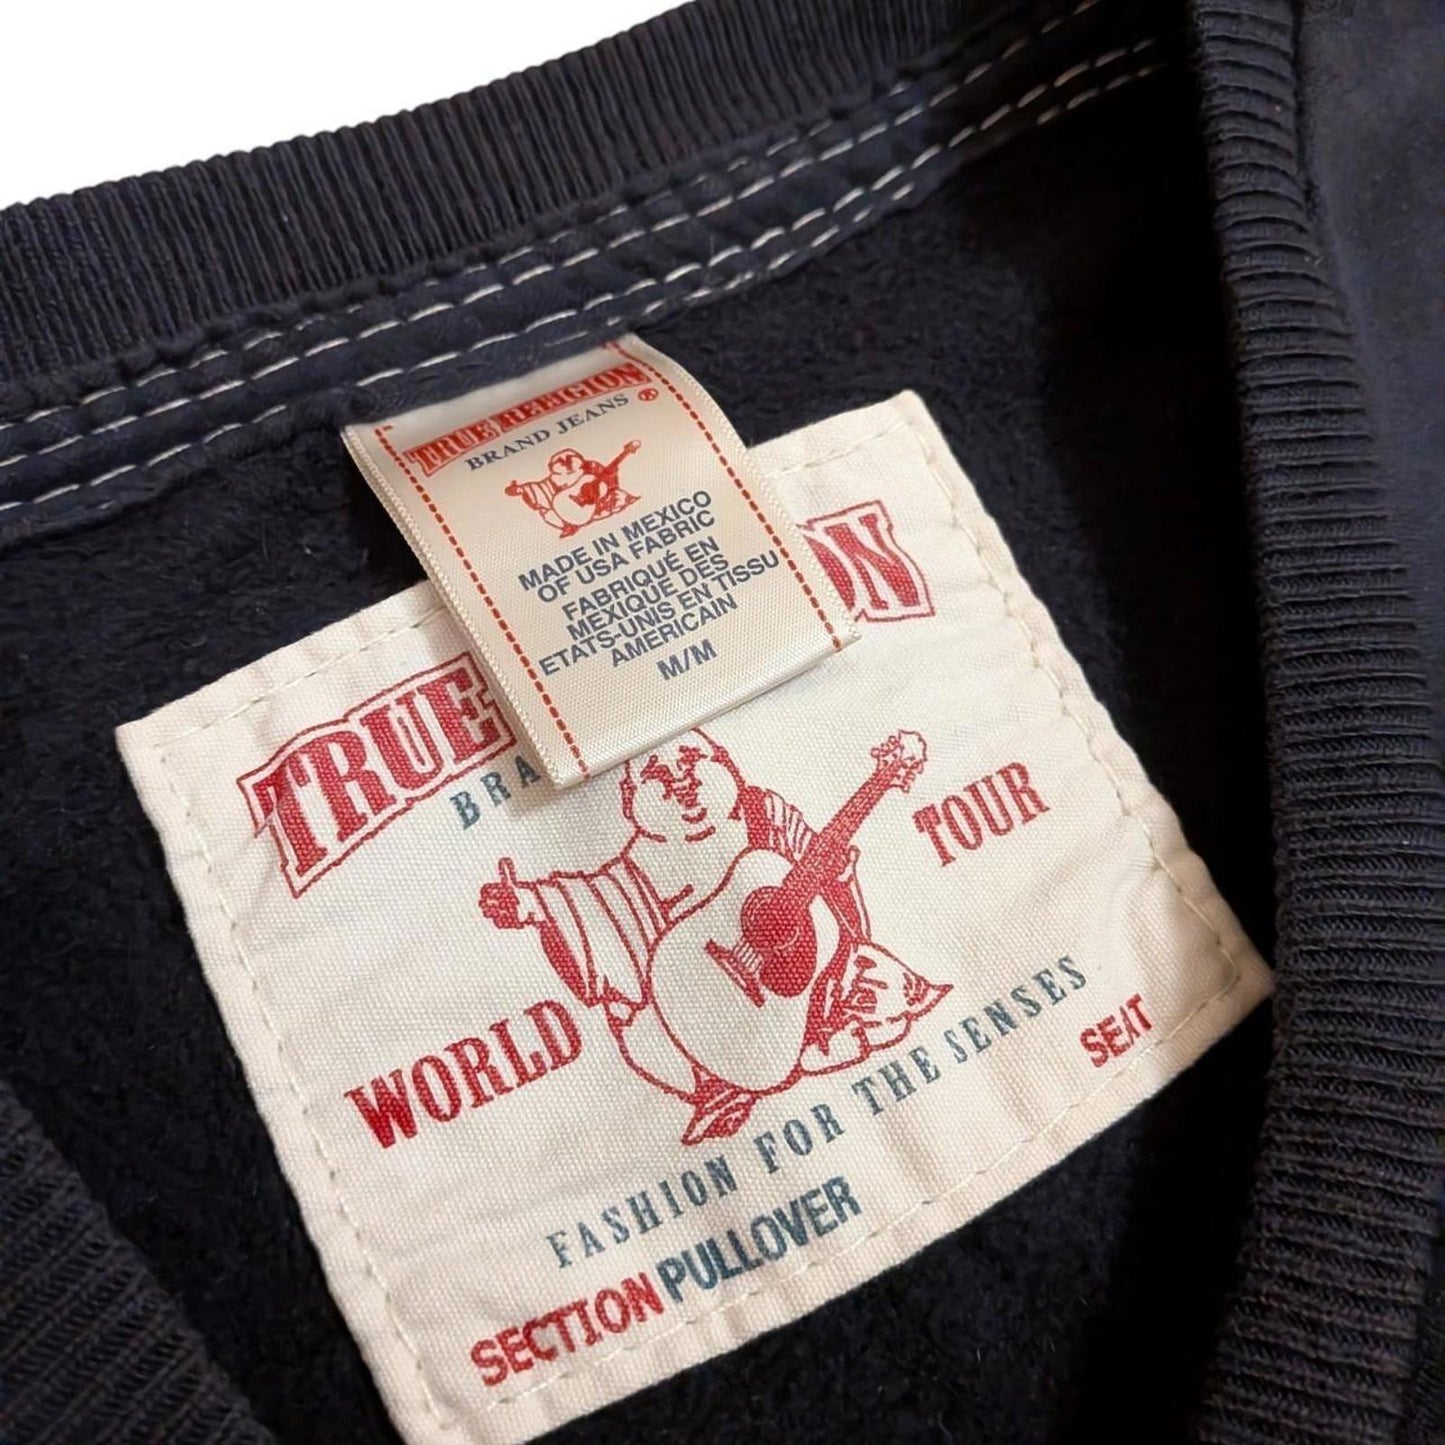 TRUE RELIGION
BRAND JEANS ®
MADE IN MEXICO
OF USA FABRIC
FABRIQUÉ EN
MEXIQUE DES
ETATS-UNIS EN TISSU
AMERICAIN
M/M
TRUE ON
BRA
WORLD TOUR
FASHION FOR THE SENSES
SECTION PULLOVER SEAT